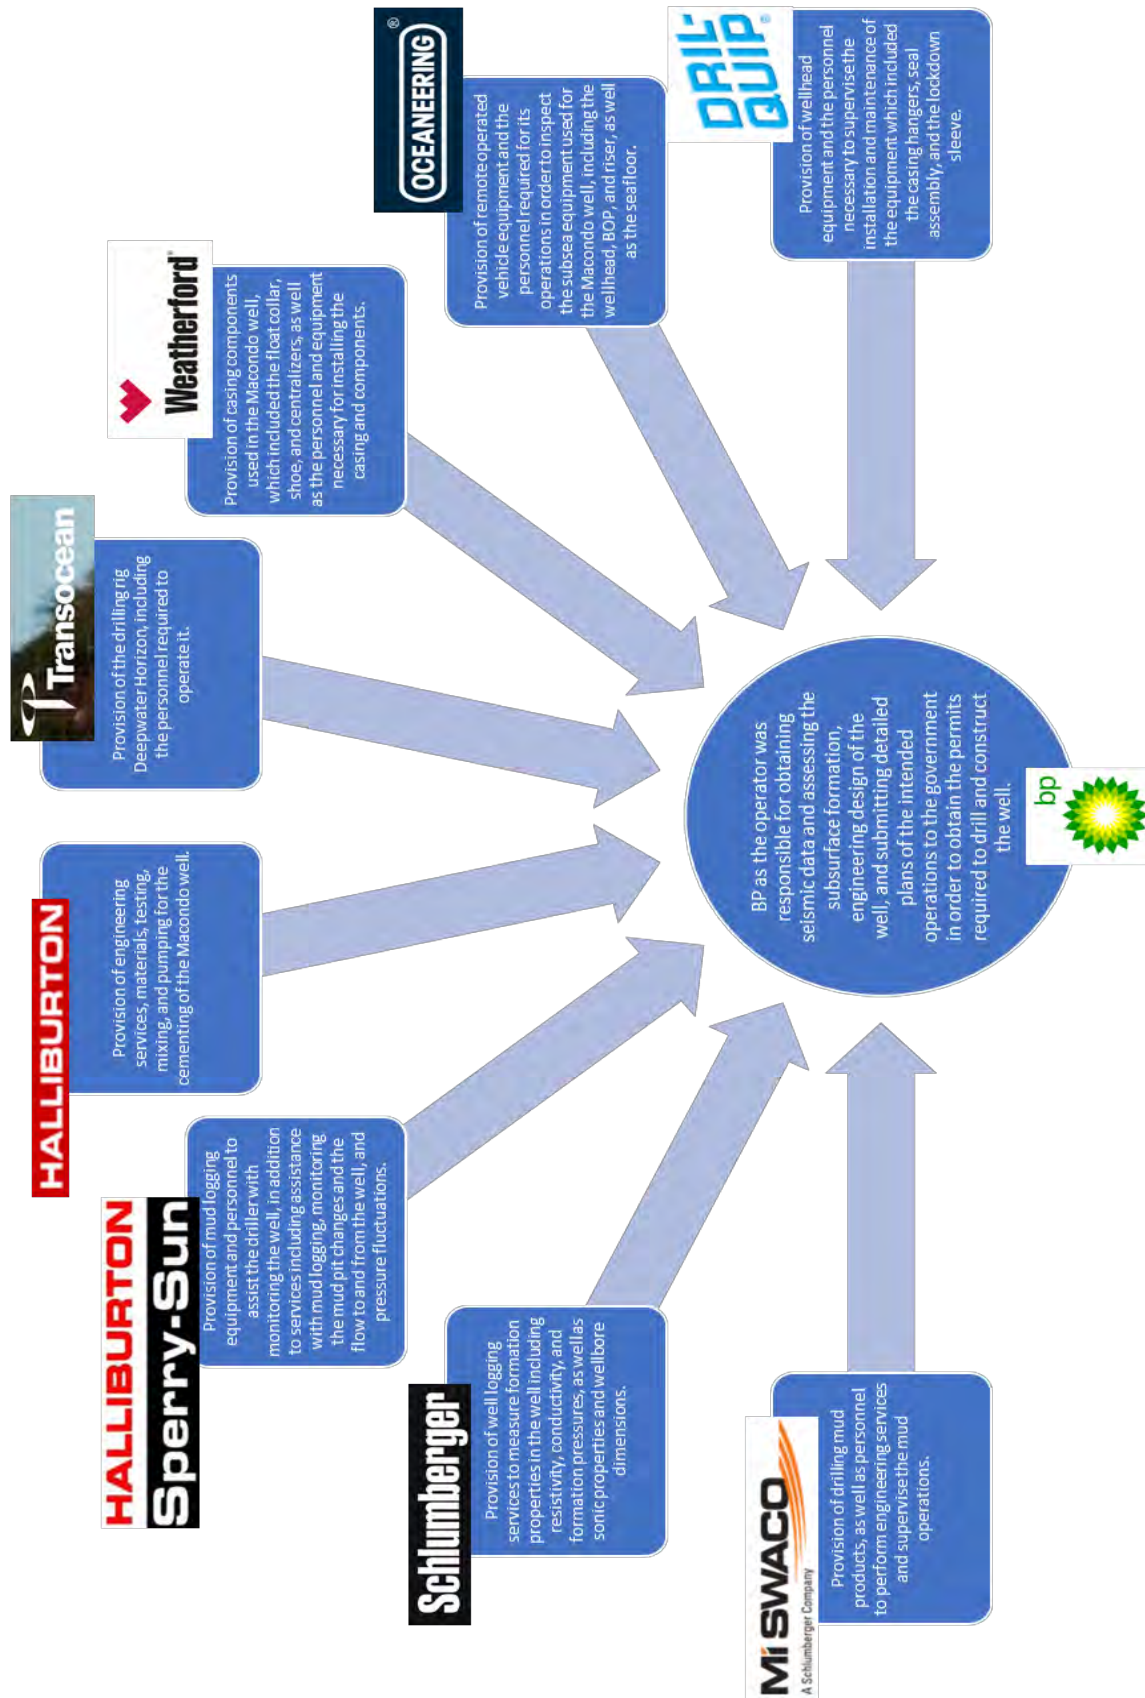 Mi SWACO
A Schlumberger Company
Provision of drilling mud
products, as well as personnel
to perform engineering services
and supervise the mud
operations.
Schlumberger
Provision of well logging
services to measure formation
properties in the well including
resistivity, conductivity, and
formation pressures, as well as
sonic properties and wellbore
dimensions.
HALLIBURTON
Sperry-Sun
Provision of mud logging
equipment and personnel to
assist the driller with
monitoring the well, in addition
to services including assistance
with mud logging, monitoring
the mud pit changes and the
flow to and from the well, and
pressure fluctuations.
HALLIBURTON
Provision of engineering
services, materials, testing,
mixing, and pumping for the
cementing of the Macondo well.
Transocean
Provision of the drilling rig
Deepwater Horizon, including
the personnel required to
operate it.
Weatherford®
Provision of casing components
used in the Macondo well,
which included the float collar,
shoe, and centralizers, as well
as the personnel and equipment
necessary for installing the
casing and components.
OCEANEERING®
Provision of remote operated
vehicle equipment and the
personnel required for its
operations in order to inspect
the subsea equipment used for
the Macondo well, including the
wellhead, BOP, and riser, as well
as the seafloor.
DRIL-
QUIP®
Provision of wellhead
equipment and the personnel
necessary to supervise the
installation and maintenance of
the equipment which included
the casing hangers, seal
assembly, and the lockdown
sleeve.
BP as the operator was
responsible for obtaining
seismic data and assessing the
subsurface formation,
engineering design of the
well, and submitting detailed
plans of the intended
operations to the government
in order to obtain the permits
required to drill and construct
the well.
bp